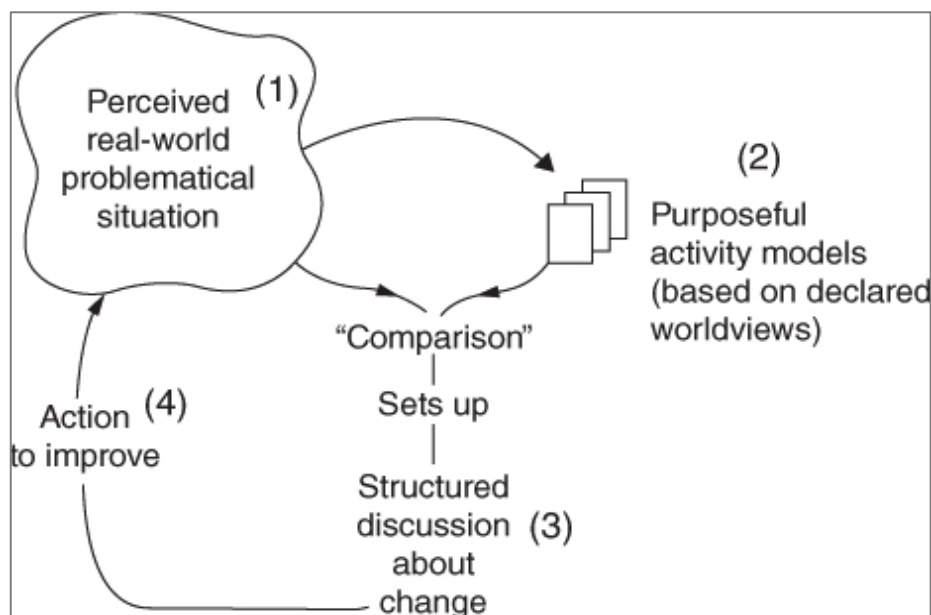 Perceived (1)
real-world
problematical
situation
(2)
Purposeful
activity models
(based on declared
worldviews)
“Comparison”
Sets up
Structured
discussion (3)
about
change
Action (4)
to improve